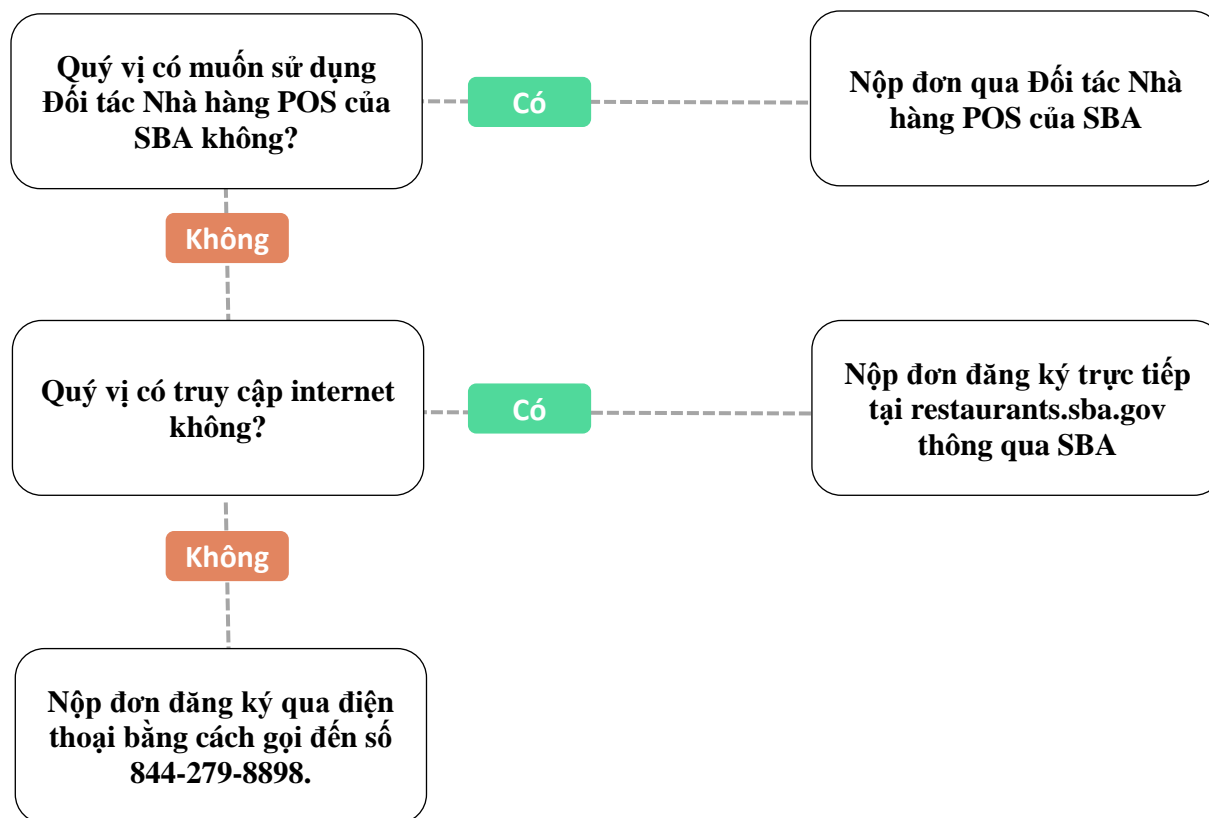 Quý vị có muốn sử dụng
Đối tác Nhà hàng POS của
SBA không?
Có
Nộp đơn qua Đối tác Nhà
hàng POS của SBA
Không
Quý vị có truy cập internet
không?
Có
Nộp đơn đăng ký trực tiếp
tại restaurants.sba.gov
thông qua SBA
Không
Nộp đơn đăng ký qua điện
thoại bằng cách gọi đến số
844-279-8898.